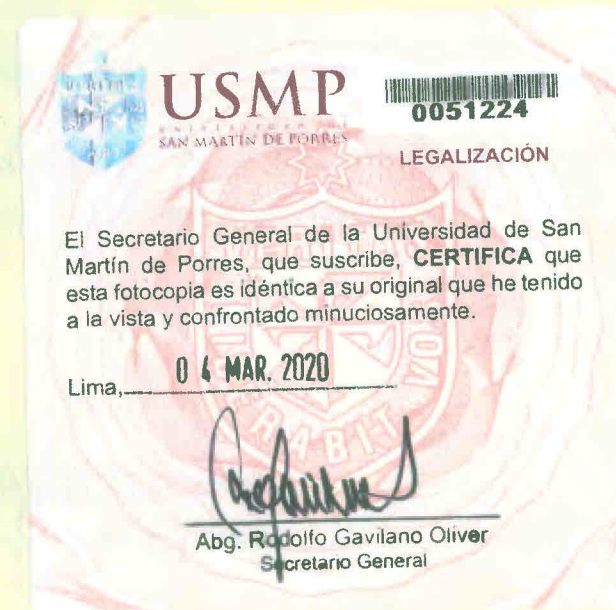 VERITAS
USMP
UNIVERSIDAD DE
SAN MARTIN DE PORRES
0051224
LEGALIZACIÓN
El Secretario General de la Universidad de San
Martín de Porres, que suscribe, CERTIFICA que
esta fotocopia es idéntica a su original que he tenido
a la vista y confrontado minuciosamente.
Lima, 04 MAR. 2020
Abg. Rodolfo Gavilano Oliver
Secretario General